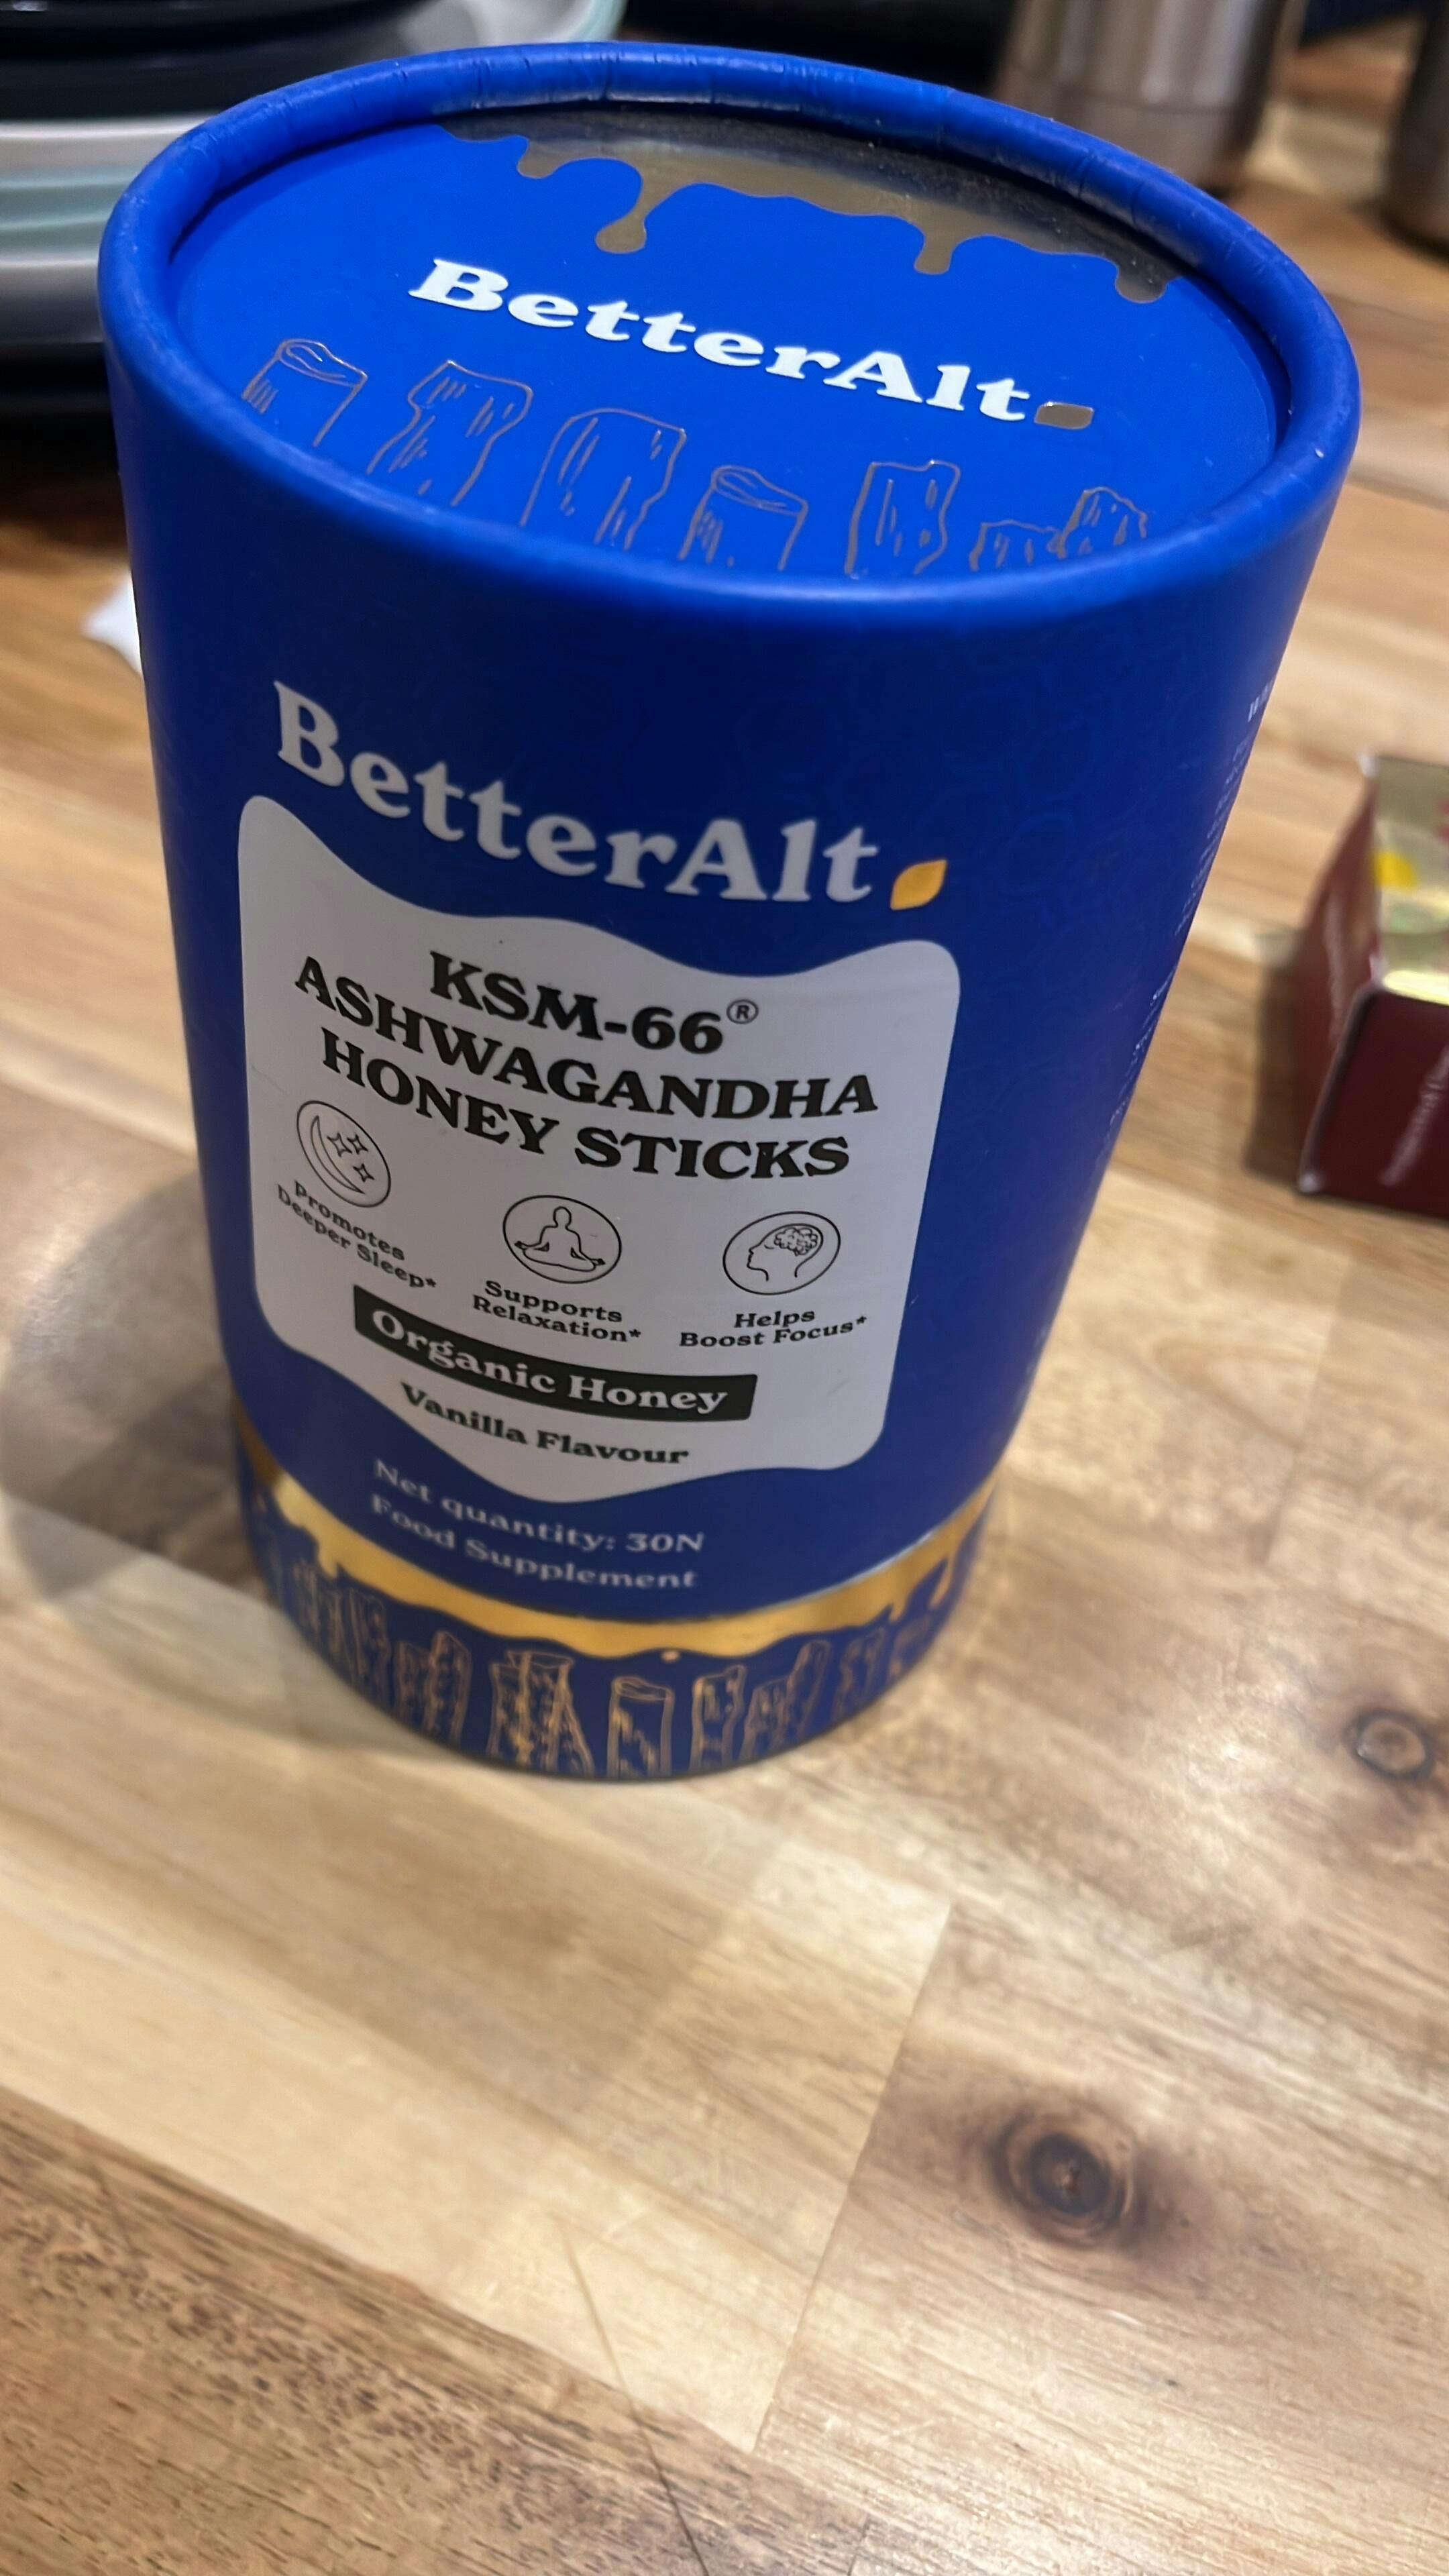 BetterAlt
BetterAlt
KSM-66®
ASHWAGANDHA
HONEY STICKS
Promotes
Deeper Sleep*
Supports
Relaxation*
Helps
Boost Focus*
Organic Honey
Vanilla Flavour
Net quantity: 30N
Food Supplement